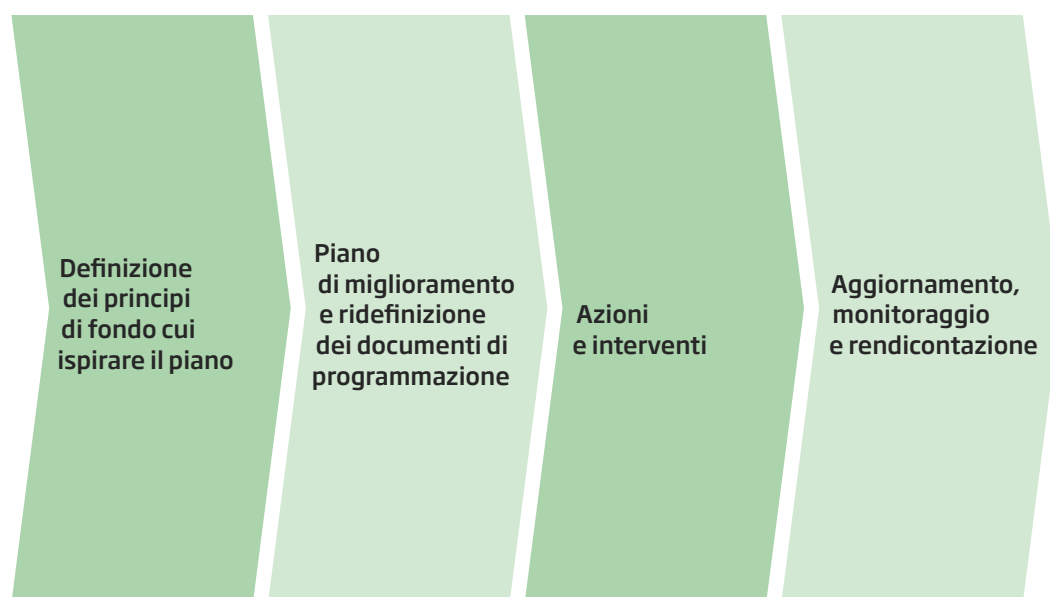 Definizione
dei principi
di fondo cui
ispirare il piano
Piano
di miglioramento
e ridefinizione
dei documenti di
programmazione
Azioni
e interventi
Aggiornamento,
monitoraggio
e rendicontazione